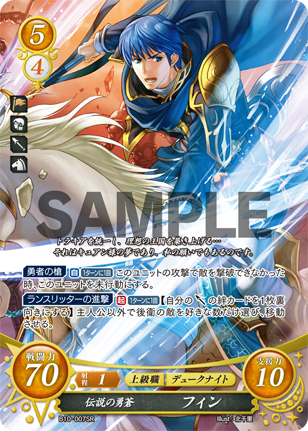 5
4
SAMPLE
トラキアを統一し、理想の王国を築き上げる…
それはキュアン様の夢であり、私の願いでもあるのです。
勇者の槍 自 1ターンに1回 このユニットの攻撃で敵を撃破できなかった
時、このユニットを未行動にする。
ランスリッターの進撃 起 1ターンに1回 【自分の の絆カードを1枚裏
向きにする】 主人公以外で後衛の敵を好きな数だけ選び、移動
させる。
戦闘力
70
射程 1
上級職
デュークナイト
支援力
10
伝説の勇蒼
フィン
B10-007SR
Illust:北千里